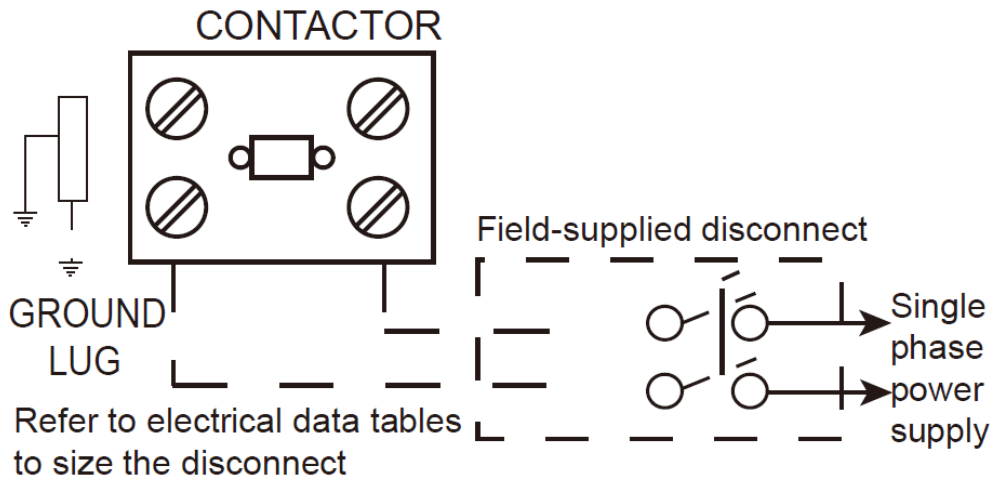 CONTACTOR
Field-supplied disconnect
GROUND
LUG
Single
phase
power
supply
Refer to electrical data tables
to size the disconnect